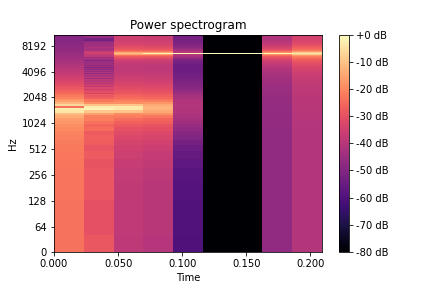 Power spectrogram
8192
4096
2048
1024
512
256
128
64
0
Hz
0.000 0.050 0.100 0.150 0.200
Time
+0 dB
-10 dB
-20 dB
-30 dB
-40 dB
-50 dB
-60 dB
-70 dB
-80 dB